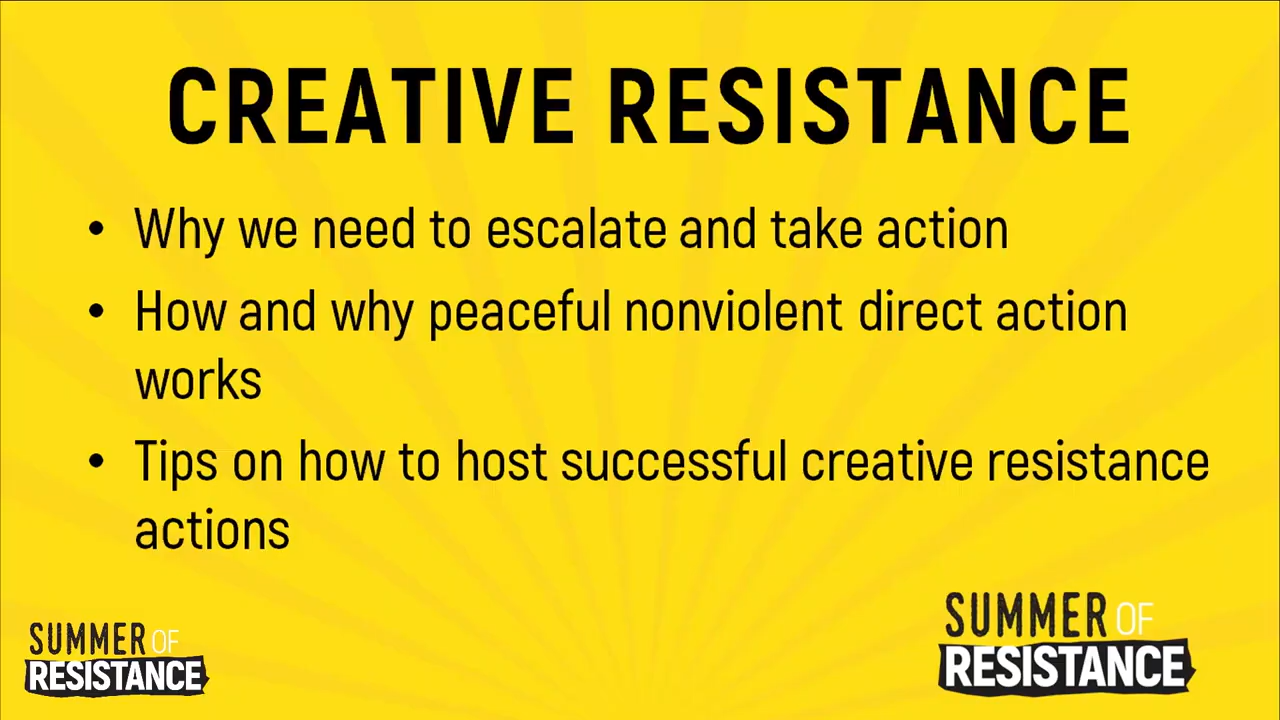 CREATIVE RESISTANCE
• Why we need to escalate and take action
• How and why peaceful nonviolent direct action
works
• Tips on how to host successful creative resistance
actions
SUMMER OF
RESISTANCE
SUMMER OF
RESISTANCE